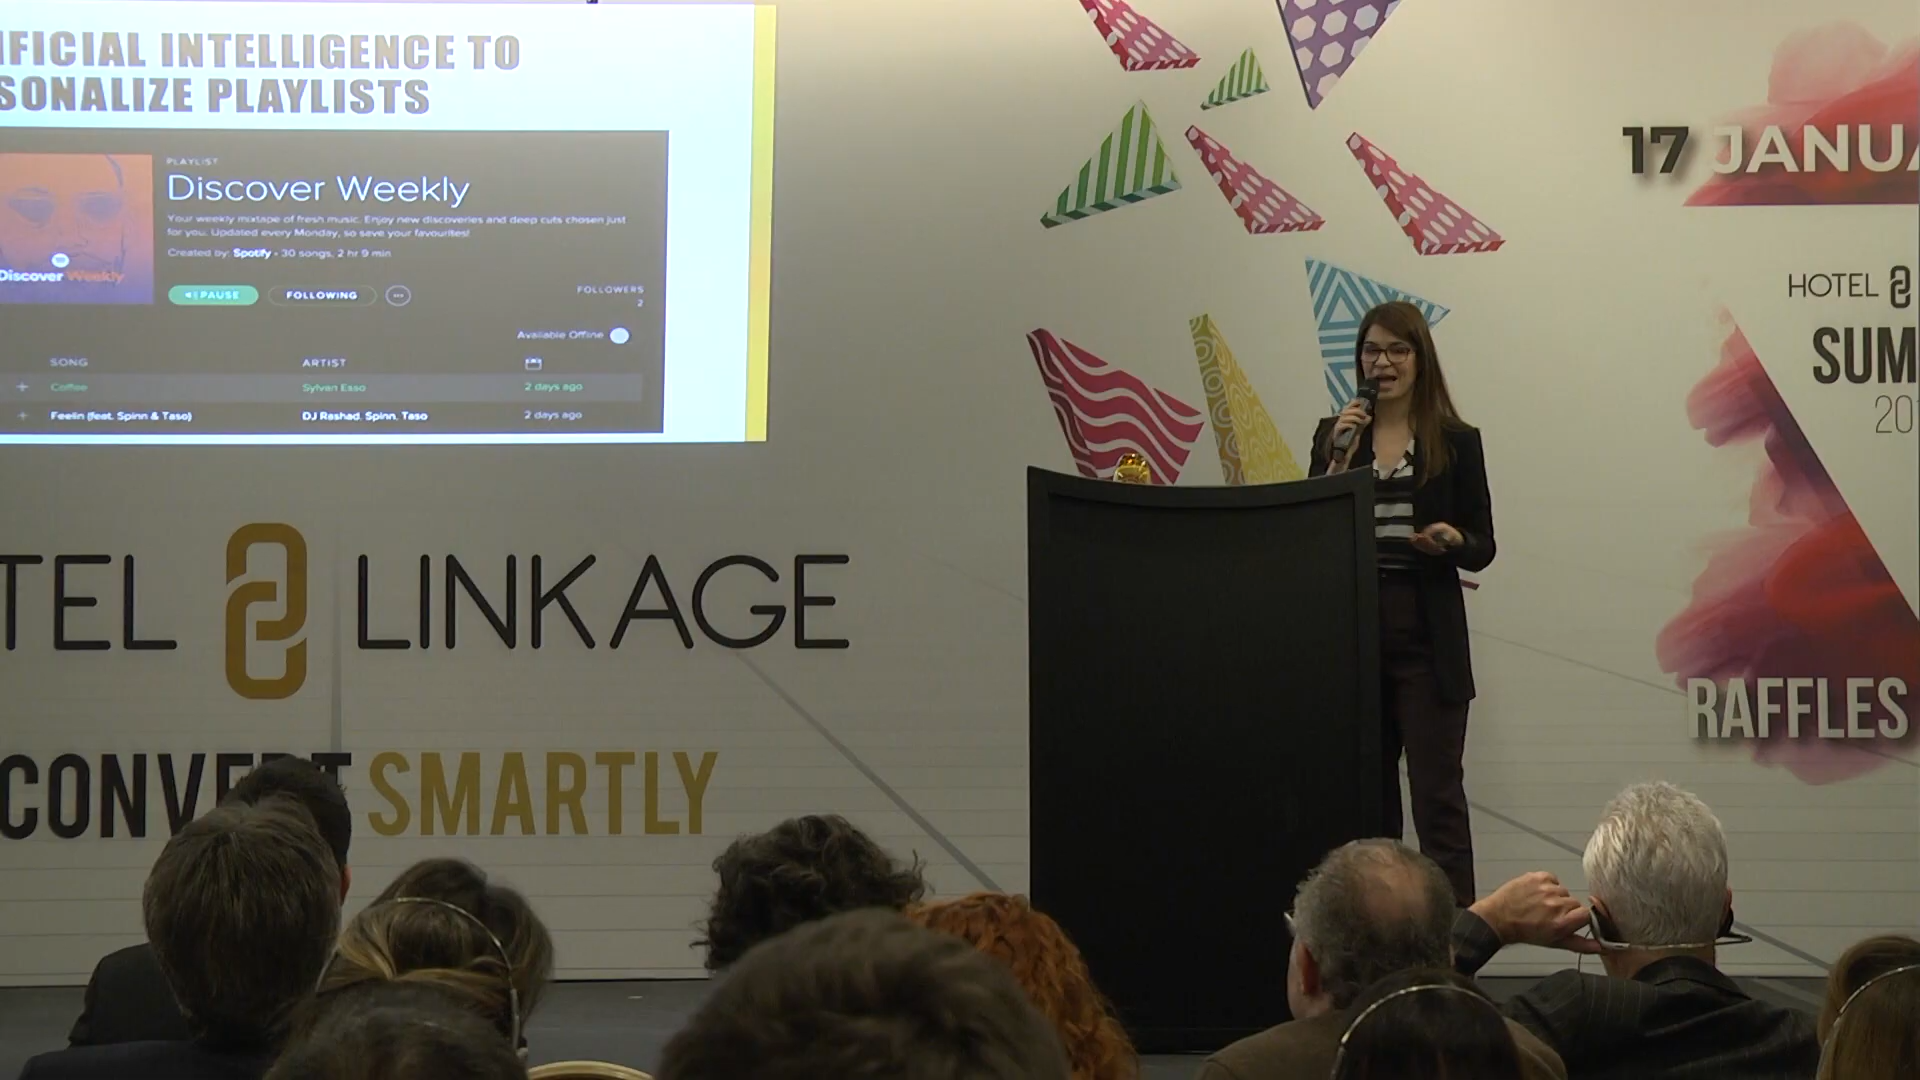 IFICIAL INTELLIGENCE TO
SONALIZE PLAYLISTS
PLAYLIST
Discover Weekly
Your weekly mixtape of fresh music. Enjoy new discoveries and deep cuts chosen just
for you. Updated every Monday, so save your favourites!
Created by: Spotify • 30 songs, 2 hr 9 min
Discover Weekly
PAUSE
FOLLOWING
FOLLOWERS
2
Available Offline
SONG ARTIST
+ Coffee Sylvan Esso 2 days ago
+ Feelin (feat. Spinn & Taso) DJ Rashad, Spinn, Taso 2 days ago
TEL LINKAGE
CONVERT SMARTLY
17 JANUA
HOTEL
SUM
20
RAFFLES